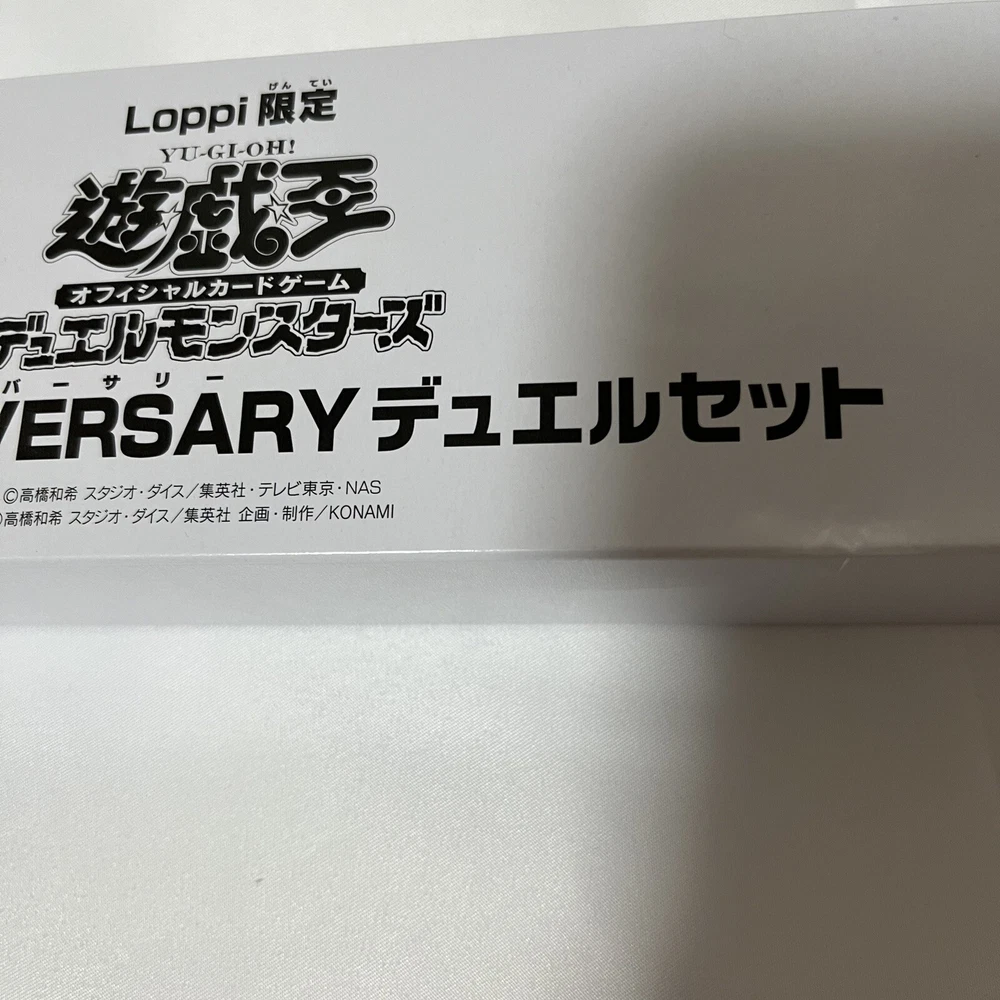 げん てい
Loppi 限定
YU-GI-OH!
遊戯王
オフィシャルカードゲーム
デュエルモンスターズ
バーサリー
VERSARY デュエルセット
©高橋和希 スタジオ・ダイス/集英社・テレビ東京・NAS
©高橋和希 スタジオ・ダイス/集英社 企画・制作/KONAMI